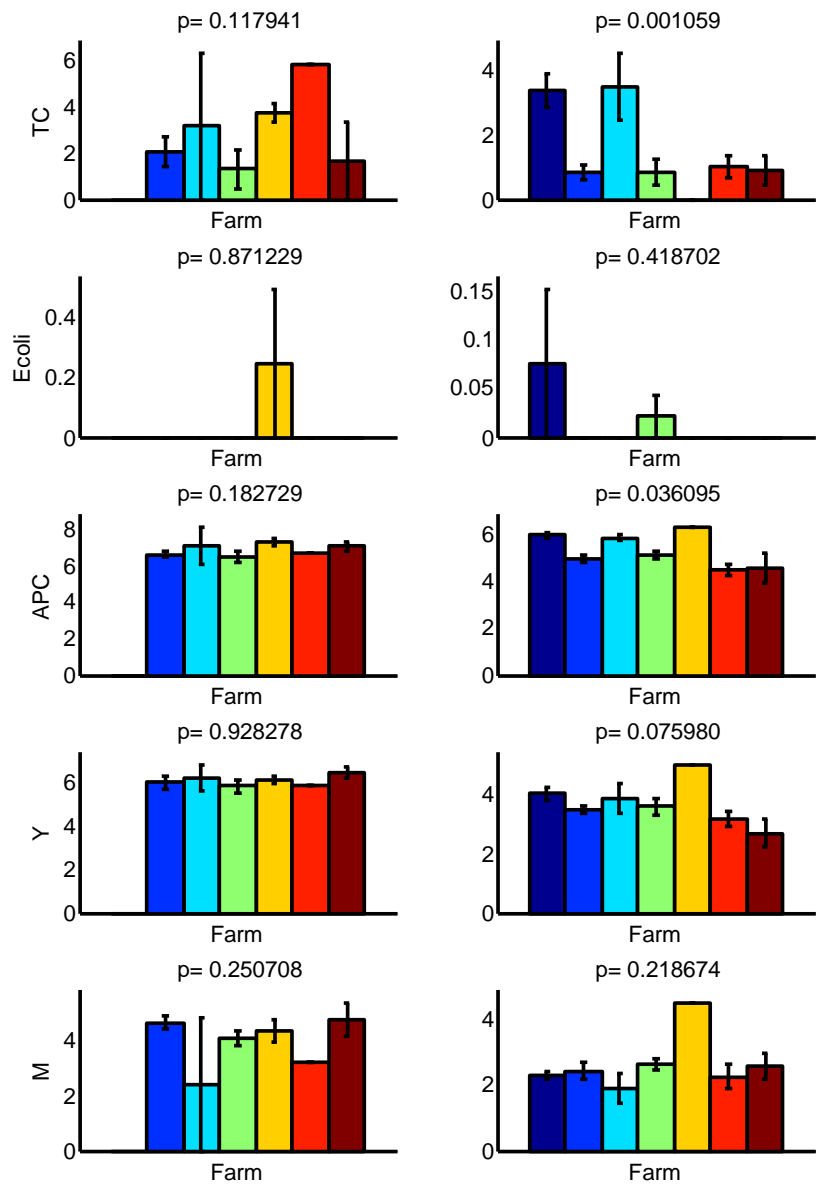 p= 0.117941
p= 0.001059
6
4
2
0
TC
4
2
0
Farm
Farm
p= 0.871229
p= 0.418702
0.4
0.2
0
Ecoli
0.15
0.1
0.05
0
Farm
Farm
p= 0.182729
p= 0.036095
8
6
4
2
0
APC
6
4
2
0
Farm
Farm
p= 0.928278
p= 0.075980
6
4
2
0
Y
4
2
0
Farm
Farm
p= 0.250708
p= 0.218674
4
2
0
M
4
2
0
Farm
Farm